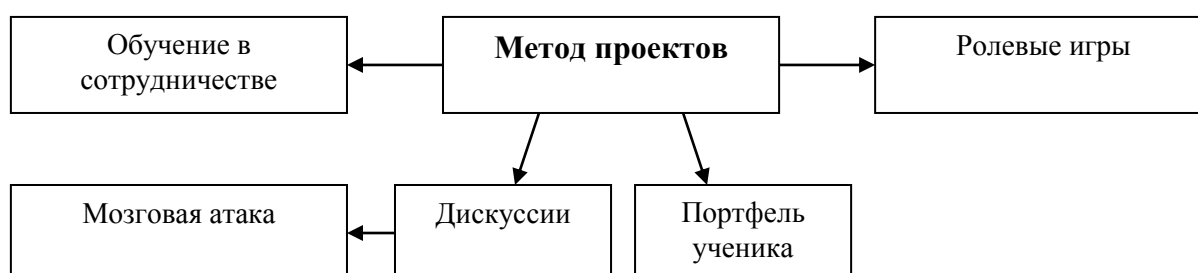 Обучение в
сотрудничестве
Метод проектов
Ролевые игры
Мозговая атака
Дискуссии
Портфель
ученика